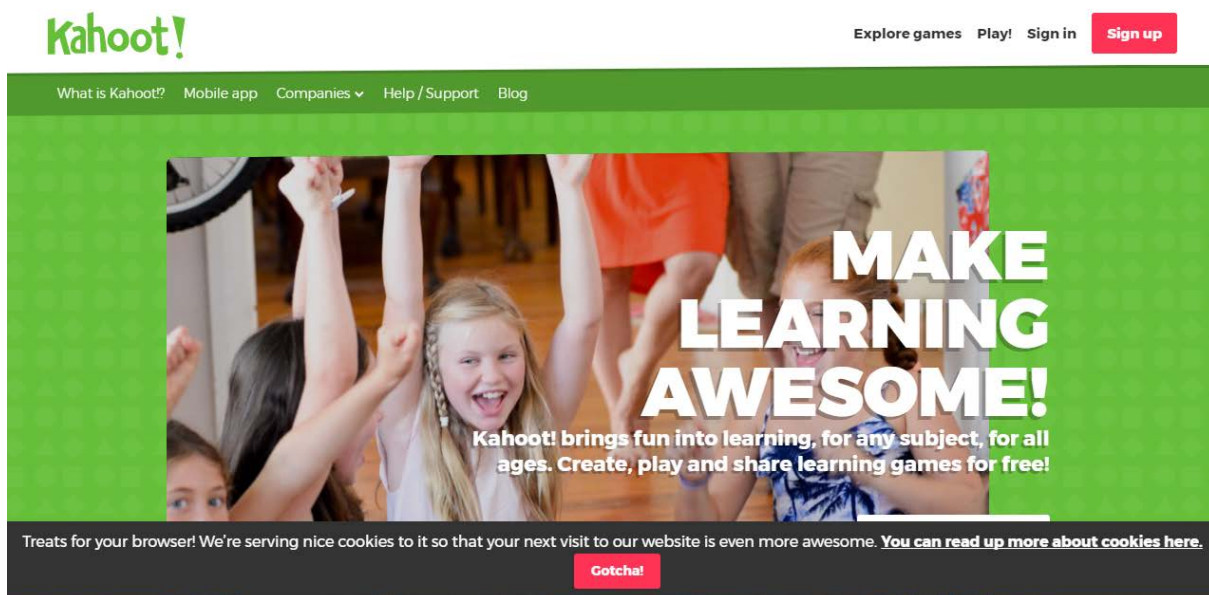 Kahoot!
Explore games Play! Sign in Sign up
What is Kahoot!? Mobile app Companies Help / Support Blog
MAKE
LEARNING
AWESOME!
Kahoot! brings fun into learning, for any subject, for all
ages. Create, play and share learning games for free!
Treats for your browser! We're serving nice cookies to it so that your next visit to our website is even more awesome. You can read up more about cookies here.
Gotcha!